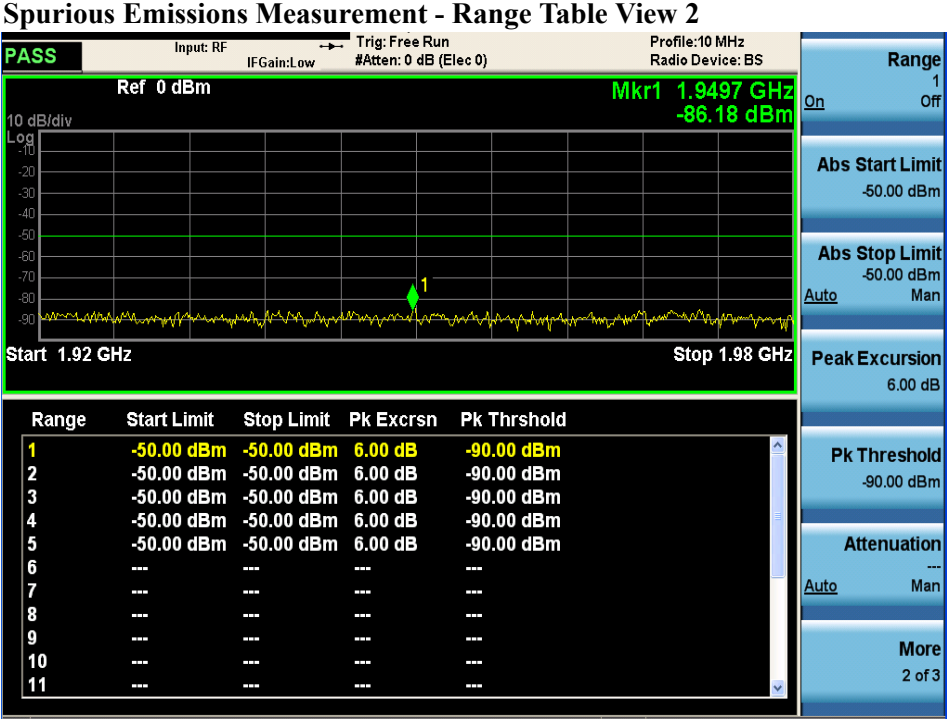 Spurious Emissions Measurement - Range Table View 2
PASS
Input: RF
IFGain:Low
Trig: Free Run
#Atten: 0 dB (Elec 0)
Profile:10 MHz
Radio Device: BS
Ref 0 dBm
Mkr1 1.9497 GHz
-86.18 dBm
10 dB/div
Log
-10
-20
-30
-40
-50
-60
-70
-80
-90
1
Start 1.92 GHz
Stop 1.98 GHz
Range Start Limit Stop Limit Pk Excrsn Pk Thrshold
1 -50.00 dBm -50.00 dBm 6.00 dB -90.00 dBm
2 -50.00 dBm -50.00 dBm 6.00 dB -90.00 dBm
3 -50.00 dBm -50.00 dBm 6.00 dB -90.00 dBm
4 -50.00 dBm -50.00 dBm 6.00 dB -90.00 dBm
5 -50.00 dBm -50.00 dBm 6.00 dB -90.00 dBm
6 --- --- --- ---
7 --- --- --- ---
8 --- --- --- ---
9 --- --- --- ---
10 --- --- --- ---
11 --- --- --- ---
Range
1
On Off
Abs Start Limit
-50.00 dBm
Abs Stop Limit
-50.00 dBm
Auto Man
Peak Excursion
6.00 dB
Pk Threshold
-90.00 dBm
Attenuation
---
Auto Man
More
2 of 3